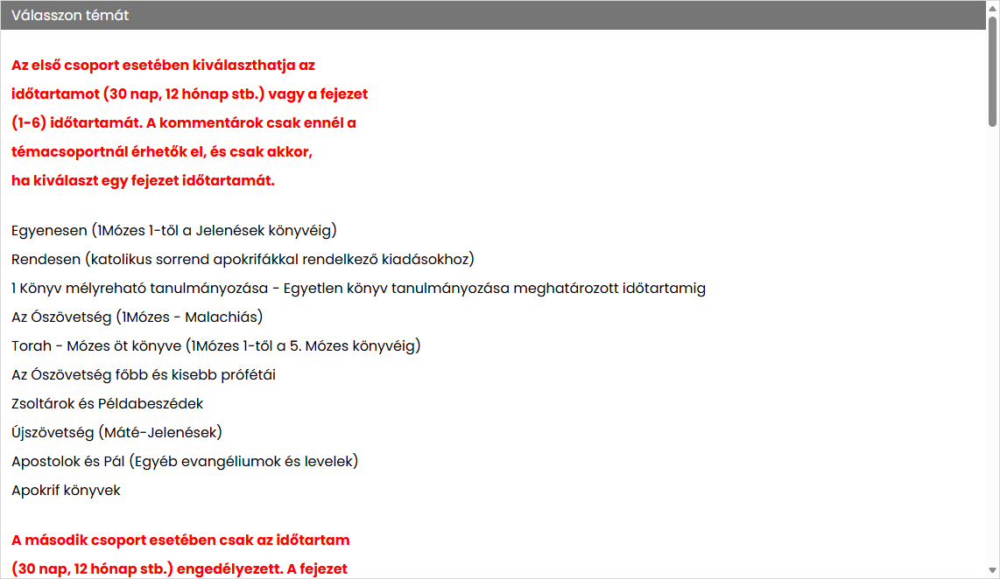 Válasszon témát
Az első csoport esetében kiválaszthatja az
időtartamot (30 nap, 12 hónap stb.) vagy a fejezet
(1-6) időtartamát. A kommentárok csak ennél a
témacsoportnál érhetők el, és csak akkor,
ha kiválaszt egy fejezet időtartamát.
Egyenesen (1Mózes 1-től a Jelenések könyvéig)
Rendesen (katolikus sorrend apokrifákkal rendelkező kiadásokhoz)
1 Könyv mélyreható tanulmányozása - Egyetlen könyv tanulmányozása meghatározott időtartamig
Az Ószövetség (1Mózes - Malachiás)
Torah - Mózes öt könyve (1Mózes 1-től a 5. Mózes könyvéig)
Az Ószövetség főbb és kisebb prófétái
Zsoltárok és Példabeszédek
Újszövetség (Máté-Jelenések)
Apostolok és Pál (Egyéb evangéliumok és levelek)
Apokrif könyvek
A második csoport esetében csak az időtartam
(30 nap, 12 hónap stb.) engedélyezett. A fejezet